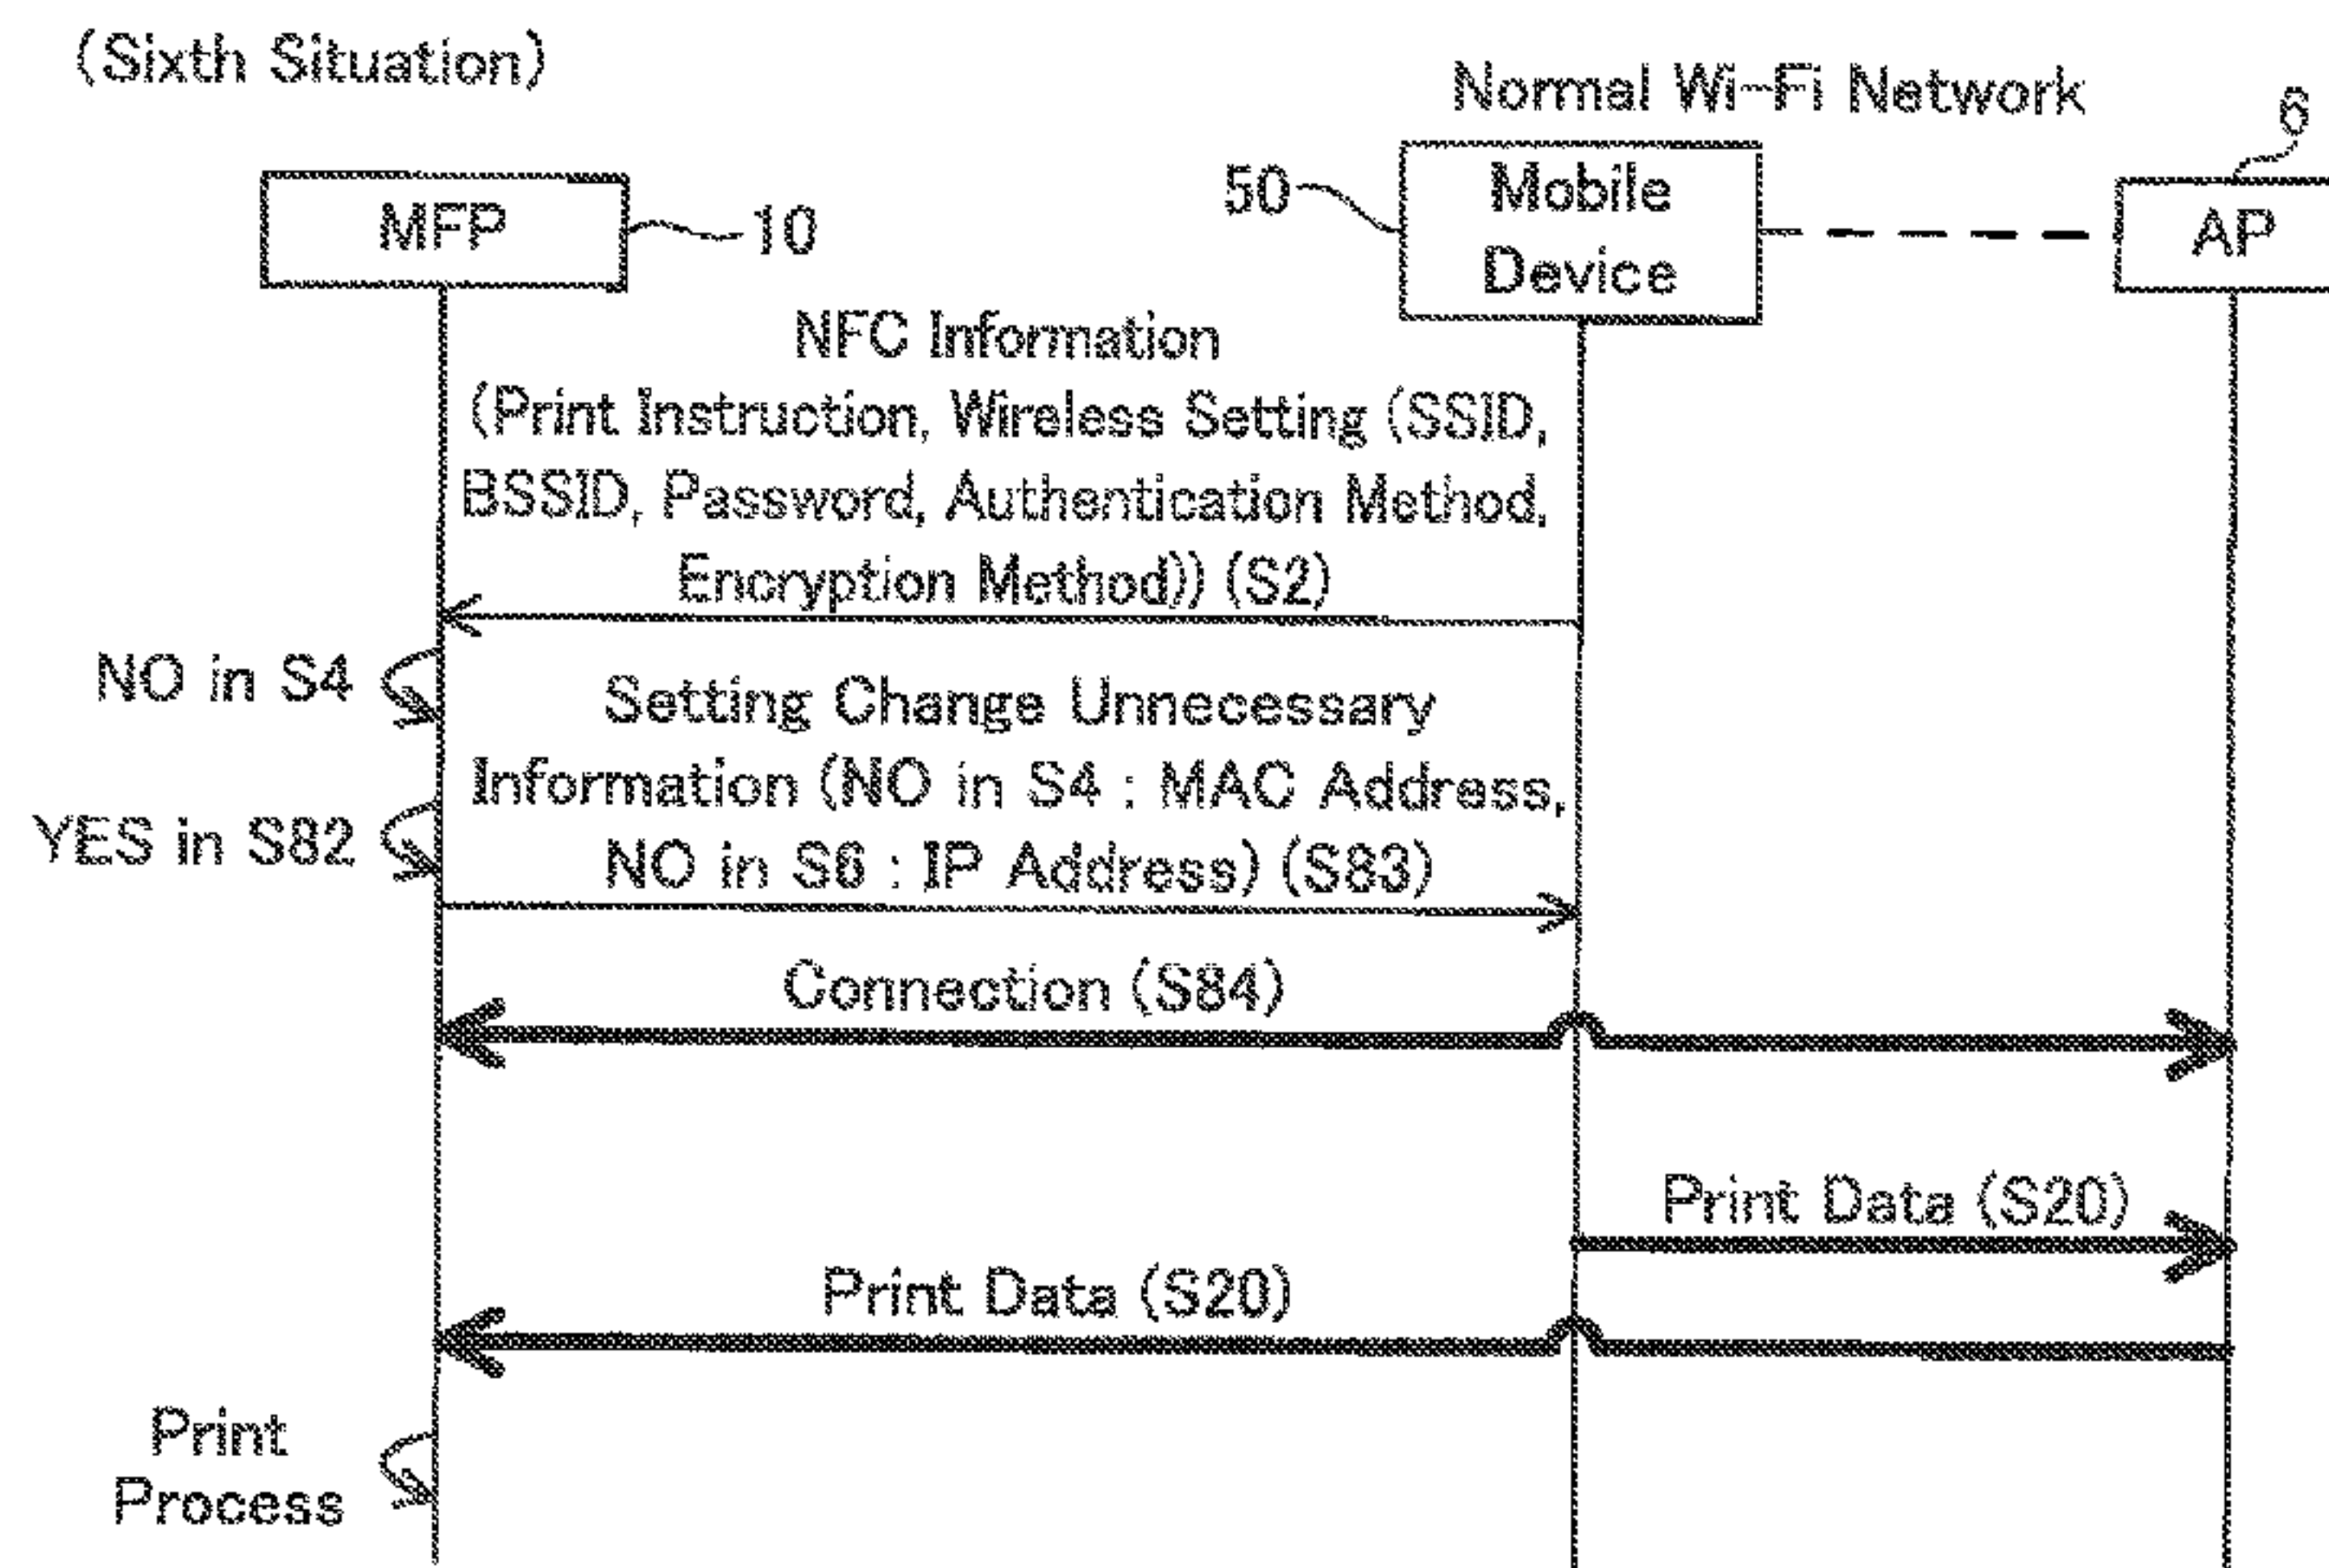 (Sixth Situation)
Normal Wi-Fi Network
6
MFP
10
50
Mobile
Device
AP
NFC Information
(Print Instruction, Wireless Setting (SSID,
BSSID, Password, Authentication Method,
Encryption Method)) (S2)
NO in S4
Setting Change Unnecessary
Information (NO in S4 : MAC Address,
NO in S6 : IP Address) (S83)
YES in S82
Connection (S84)
Print Data (S20)
Print Data (S20)
Print
Process